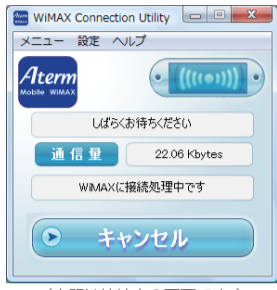 WiMAX Connection Utility
メニュー 設定 ヘルプ
Aterm
Mobile WiMAX
しばらくお待ちください
通信量 22.06 Kbytes
WiMAXに接続処理中です
キャンセル